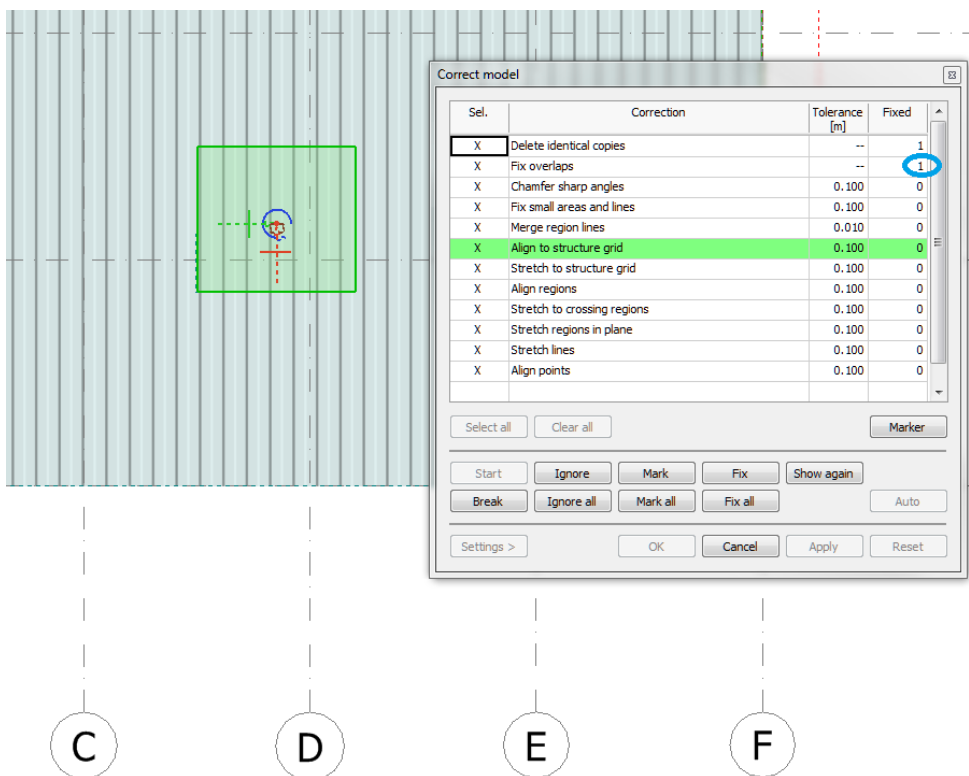 Correct model
Sel. Correction Tolerance [m] Fixed
X Delete identical copies -- 1
X Fix overlaps -- 1
X Chamfer sharp angles 0.100 0
X Fix small areas and lines 0.100 0
X Merge region lines 0.010 0
X Align to structure grid 0.100 0
X Stretch to structure grid 0.100 0
X Align regions 0.100 0
X Stretch to crossing regions 0.100 0
X Stretch regions in plane 0.100 0
X Stretch lines 0.100 0
X Align points 0.100 0
Select all Clear all Marker
Start Ignore Mark Fix Show again
Break Ignore all Mark all Fix all Auto
Settings > OK Cancel Apply Reset
C D E F